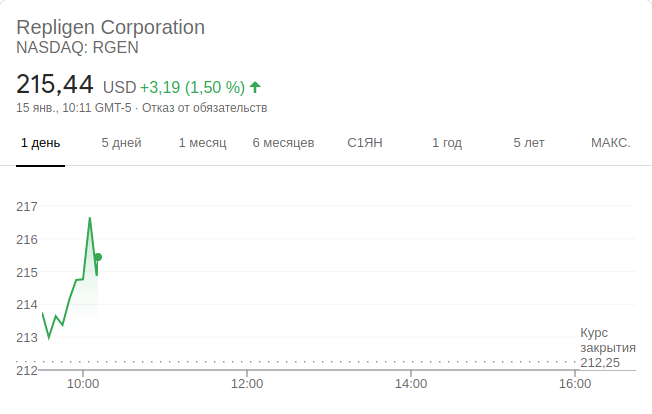 Repligen Corporation
NASDAQ: RGEN
215,44 USD +3,19 (1,50 %)
15 янв., 10:11 GMT-5 · Отказ от обязательств
1 день 5 дней 1 месяц 6 месяцев С1ЯН 1 год 5 лет МАКС.
217
216
215
214
213
212
Курс
закрытия
212,25
10:00 12:00 14:00 16:00